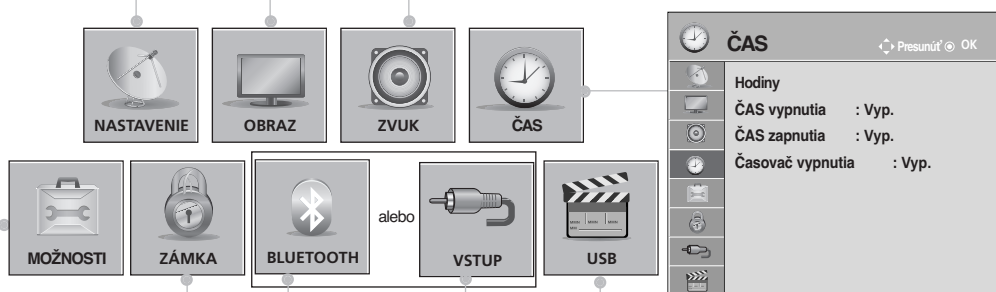 NASTAVENIE
OBRAZ
ZVUK
ČAS
MOŽNOSTI
ZÁMKA
BLUETOOTH
alebo
VSTUP
USB
ČAS
Presunúť OK
Hodiny
ČAS vypnutia : Vyp.
ČAS zapnutia : Vyp.
Časovač vypnutia : Vyp.